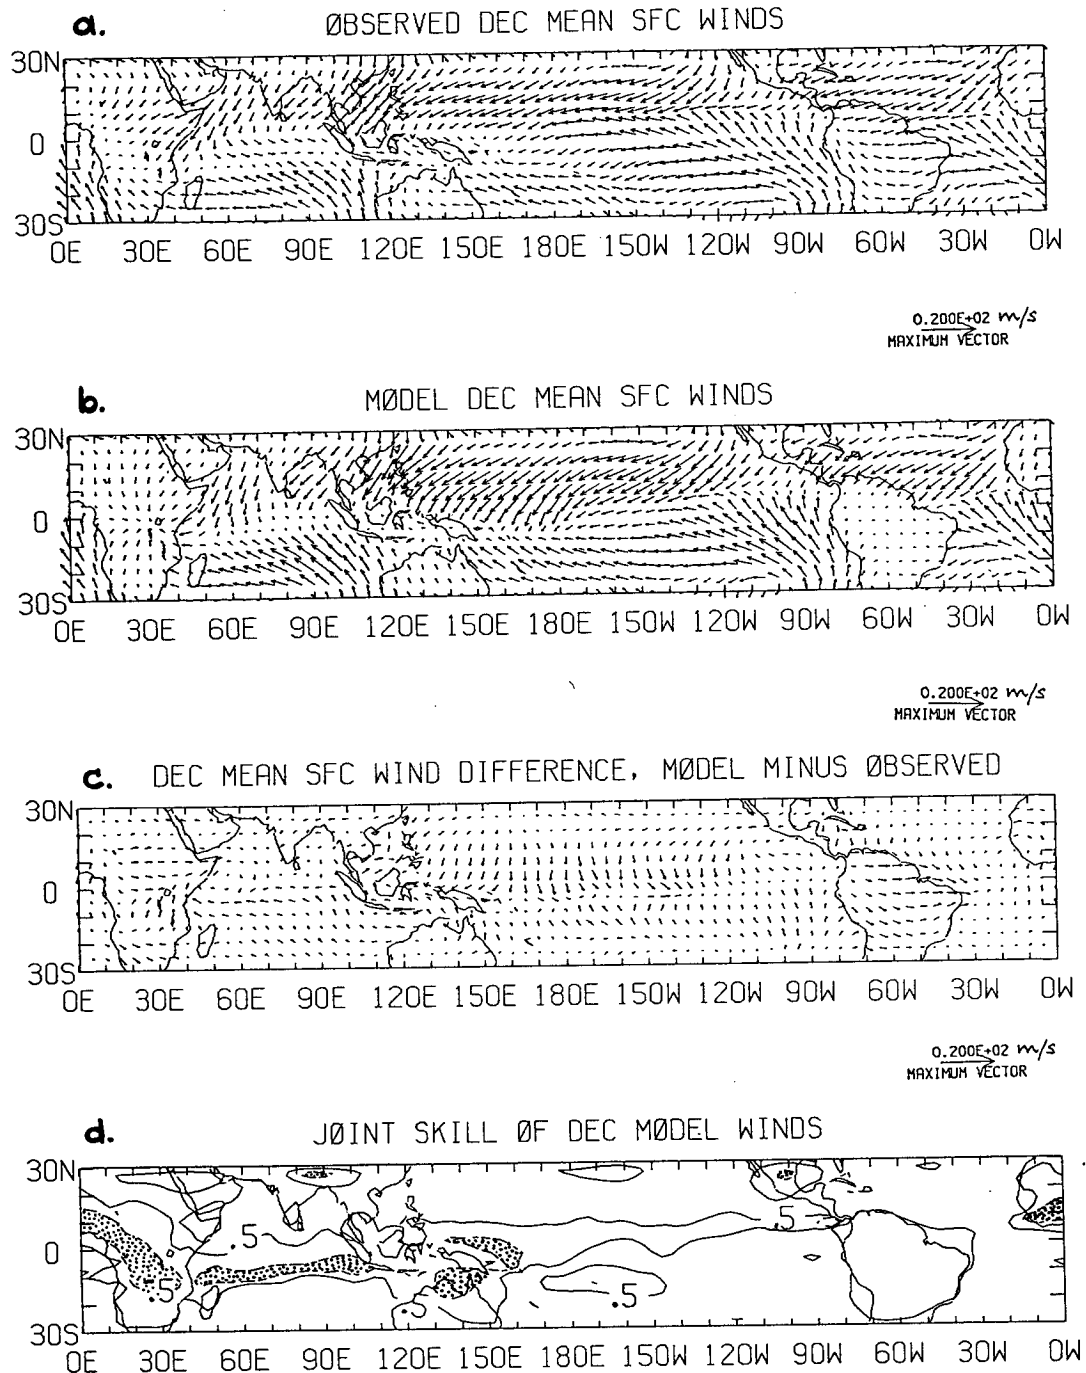 a. ØBSERVED DEC MEAN SFC WINDS
30N
0
30S
0E 30E 60E 90E 120E 150E 180E 150W 120W 90W 60W 30W 0W
0.200E+02 m/s
MAXIMUM VECTOR
b. MØDEL DEC MEAN SFC WINDS
30N
0
30S
0E 30E 60E 90E 120E 150E 180E 150W 120W 90W 60W 30W 0W
0.200E+02 m/s
MAXIMUM VECTOR
c. DEC MEAN SFC WIND DIFFERENCE, MØDEL MINUS ØBSERVED
30N
0
30S
0E 30E 60E 90E 120E 150E 180E 150W 120W 90W 60W 30W 0W
0.200E+02 m/s
MAXIMUM VECTOR
d. JØINT SKILL ØF DEC MØDEL WINDS
30N
.5
.5
0
.5
.5
.5
30S
0E 30E 60E 90E 120E 150E 180E 150W 120W 90W 60W 30W 0W